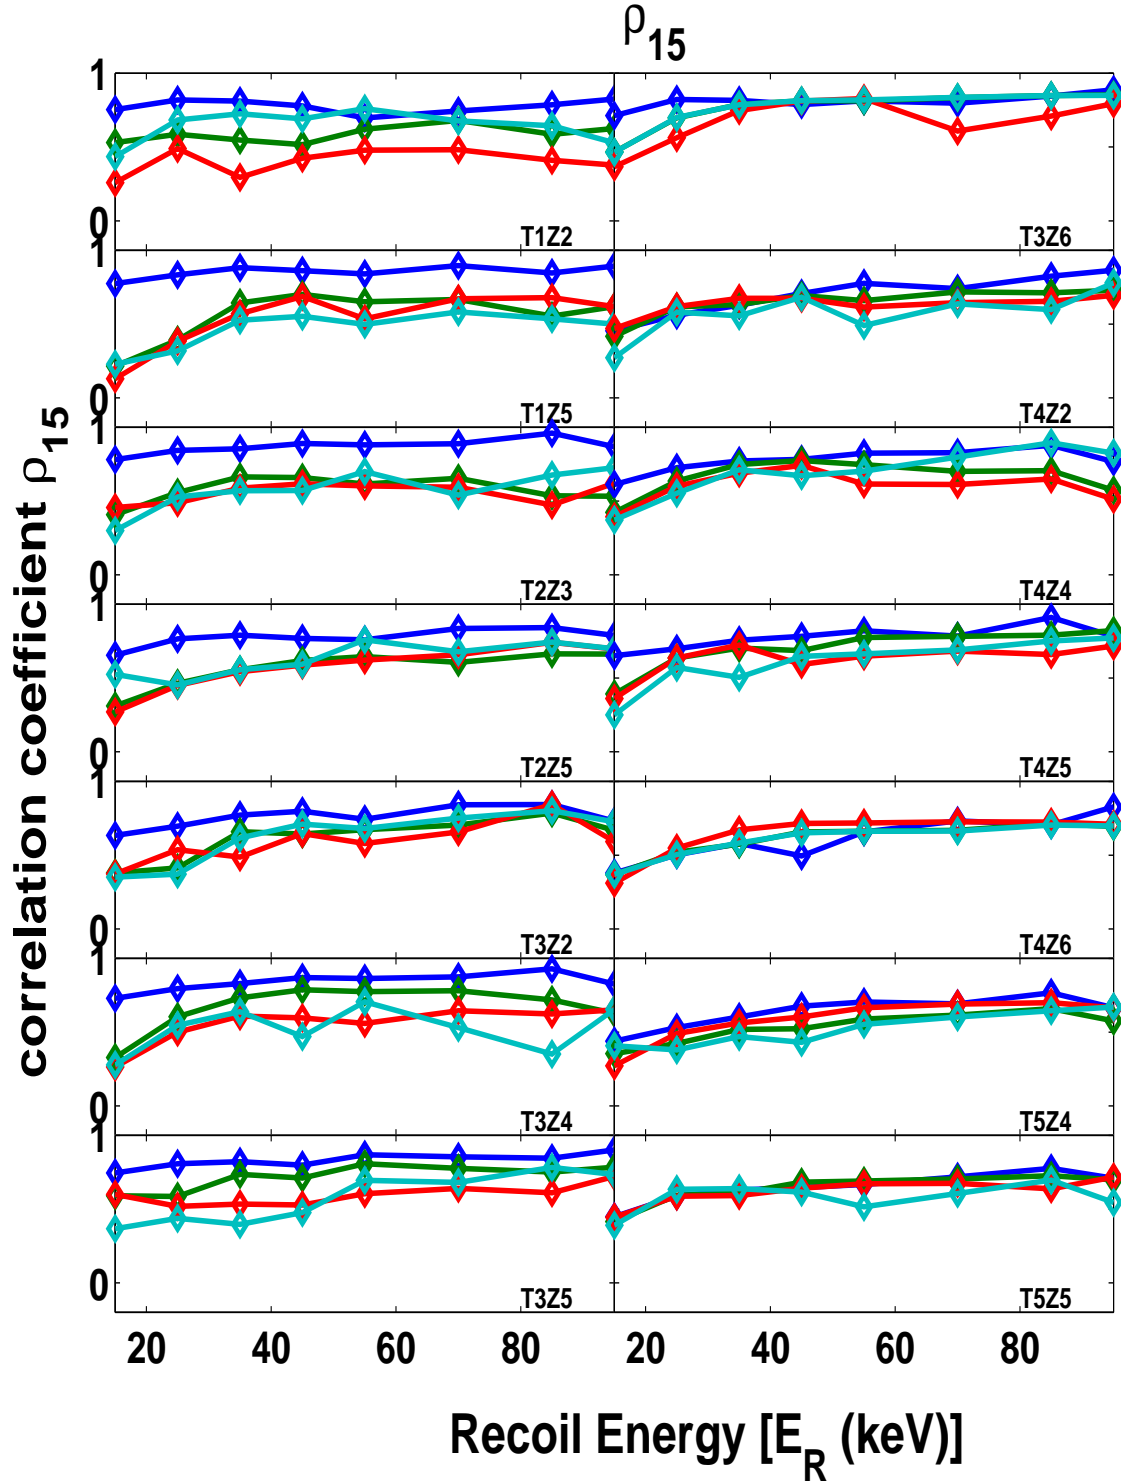 ρ15
1
0
T1Z2
T3Z6
1
0
T1Z5
T4Z2
1
0
T2Z3
T4Z4
1
0
T2Z5
T4Z5
1
0
T3Z2
T4Z6
1
0
T3Z4
T5Z4
1
0
T3Z5
T5Z5
20 40 60 80 20 40 60 80
correlation coefficient ρ15
Recoil Energy [E_R (keV)]